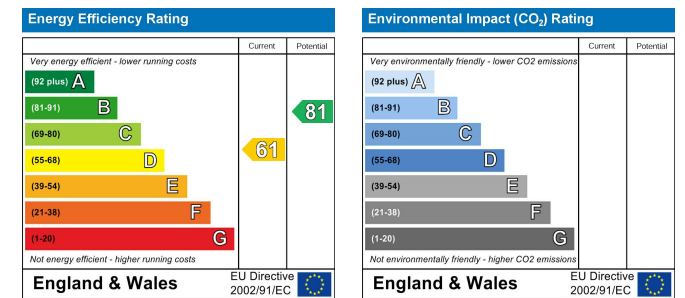 Energy Efficiency Rating
Current Potential
Very energy efficient - lower running costs
(92 plus) A
(81-91) B
81
(69-80) C
(55-68) D
61
(39-54) E
(21-38) F
(1-20) G
Not energy efficient - higher running costs
England & Wales
EU Directive
2002/91/EC
Environmental Impact (CO₂) Rating
Current Potential
Very environmentally friendly - lower CO2 emissions
(92 plus) A
(81-91) B
(69-80) C
(55-68) D
(39-54) E
(21-38) F
(1-20) G
Not environmentally friendly - higher CO2 emissions
England & Wales
EU Directive
2002/91/EC